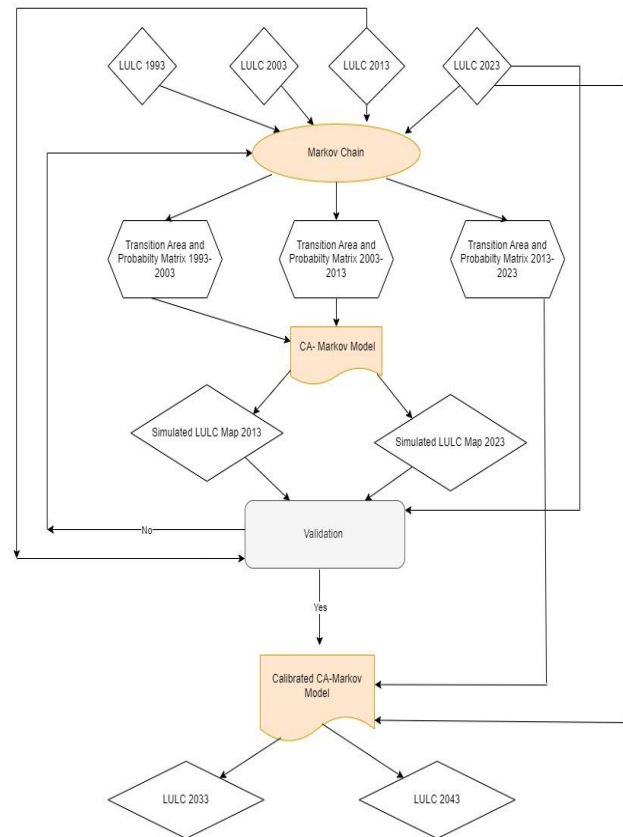 LULC 1993
LULC 2003
LULC 2013
LULC 2023
Markov Chain
Transition Area and
Probabilty Matrix 1993-
2003
Transition Area and
Probabilty Matrix 2003-
2013
Transition Area and
Probabilty Matrix 2013-
2023
CA- Markov Model
Simulated LULC Map 2013
Simulated LULC Map 2023
No
Validation
Yes
Calibrated CA-Markov
Model
LULC 2033
LULC 2043